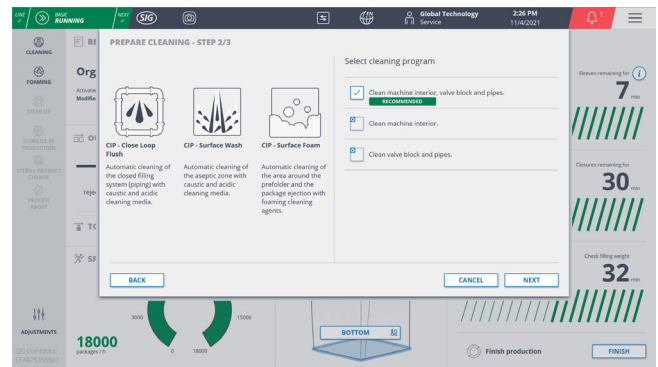 LINE
BASIC
RUNNING
NEXT
SIG
EN
Global Technology
Service
2:26 PM
11/4/2021
1
CLEANING
FOAMING
STERILIZE
STERILIZE IN
PRODUCTION
STERILE PRODUCT
CHANGE
PROCESS
ABORT
ADJUSTMENTS
SIG Combibloc
RE
Org
Activate
Modifie
OU
rejec
TO
SP
PREPARE CLEANING - STEP 2/3
CIP - Close Loop
Flush
Automatic cleaning of
the closed filling
system (piping) with
caustic and acidic
cleaning media.
CIP - Surface Wash
Automatic cleaning of
the aseptic zone with
caustic and acidic
cleaning media.
CIP - Surface Foam
Automatic cleaning of
the area around the
prefolder and the
package ejection with
foaming cleaning
agents.
Select cleaning program
Clean machine interior, valve block and pipes.
RECOMMENDED
Clean machine interior.
Clean valve block and pipes.
BACK
CANCEL
NEXT
Sleeves remaining for
7 min
Closures remaining for
30 min
Check filling weight
32 min
18000
packages / h
3000
0
18000
15000
BOTTOM
Finish production
FINISH